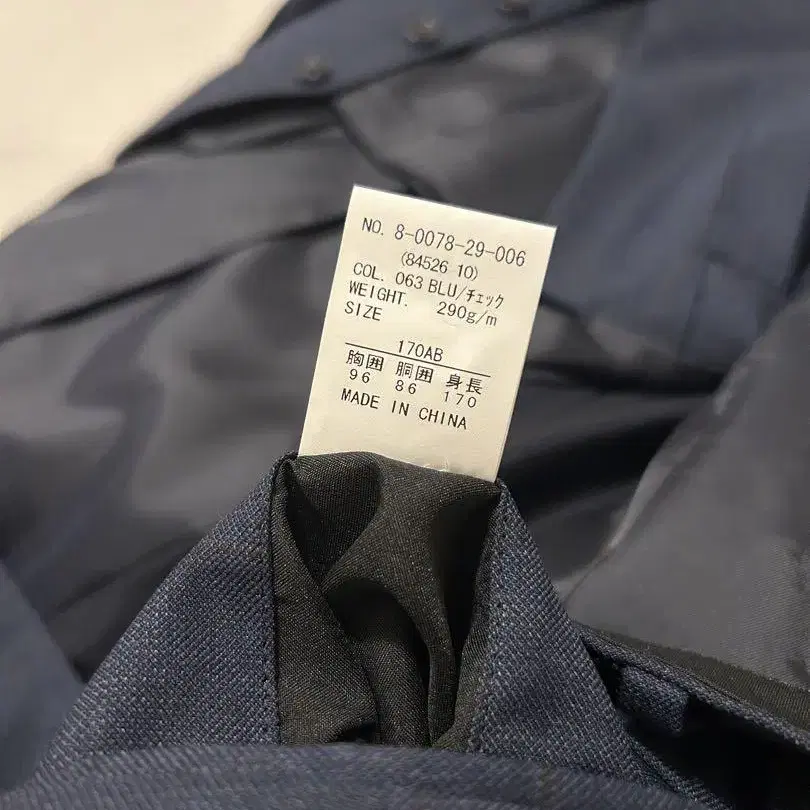 NO. 8-0078-29-006
(84526 10)
COL. 063 BLU/チェック
WEIGHT. 290g/m
SIZE
170AB
胸囲 胴囲 身長
96 86 170
MADE IN CHINA